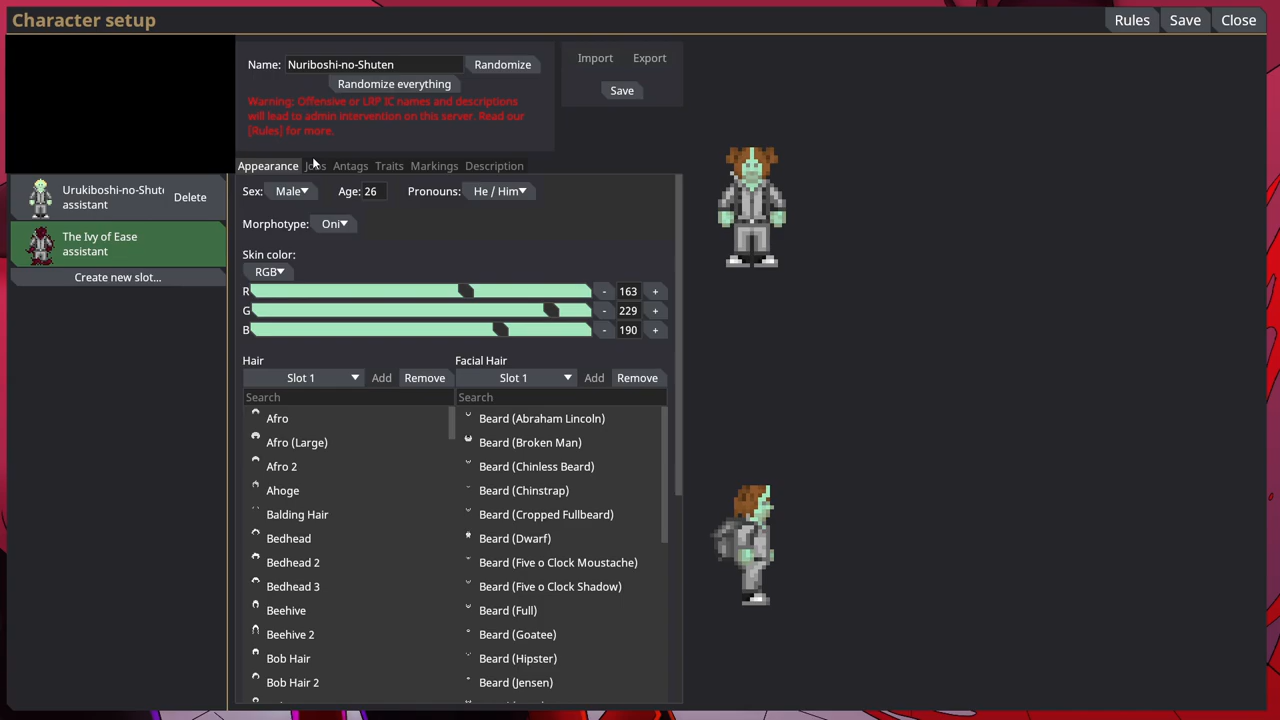 Character setup
Rules
Save
Close
Name:
Nuriboshi-no-Shuten
Randomize
Randomize everything
Warning: Offensive or LRP IC names and descriptions
will lead to admin intervention on this server. Read our
[Rules] for more.
Import
Export
Save
Appearance
Jobs
Antags
Traits
Markings
Description
Urukiboshi-no-Shute
assistant
Delete
The Ivy of Ease
assistant
Create new slot...
Sex:
Male▼
Age:
26
Pronouns:
He / Him▼
Morphotype:
Oni▼
Skin color:
RGB▼
R
-
163
+
G
-
229
+
B
-
190
+
Hair
Slot 1
▼
Add
Remove
Search
Afro
Afro (Large)
Afro 2
Ahoge
Balding Hair
Bedhead
Bedhead 2
Bedhead 3
Beehive
Beehive 2
Bob Hair
Bob Hair 2
Facial Hair
Slot 1
▼
Add
Remove
Search
Beard (Abraham Lincoln)
Beard (Broken Man)
Beard (Chinless Beard)
Beard (Chinstrap)
Beard (Cropped Fullbeard)
Beard (Dwarf)
Beard (Five o Clock Moustache)
Beard (Five o Clock Shadow)
Beard (Full)
Beard (Goatee)
Beard (Hipster)
Beard (Jensen)